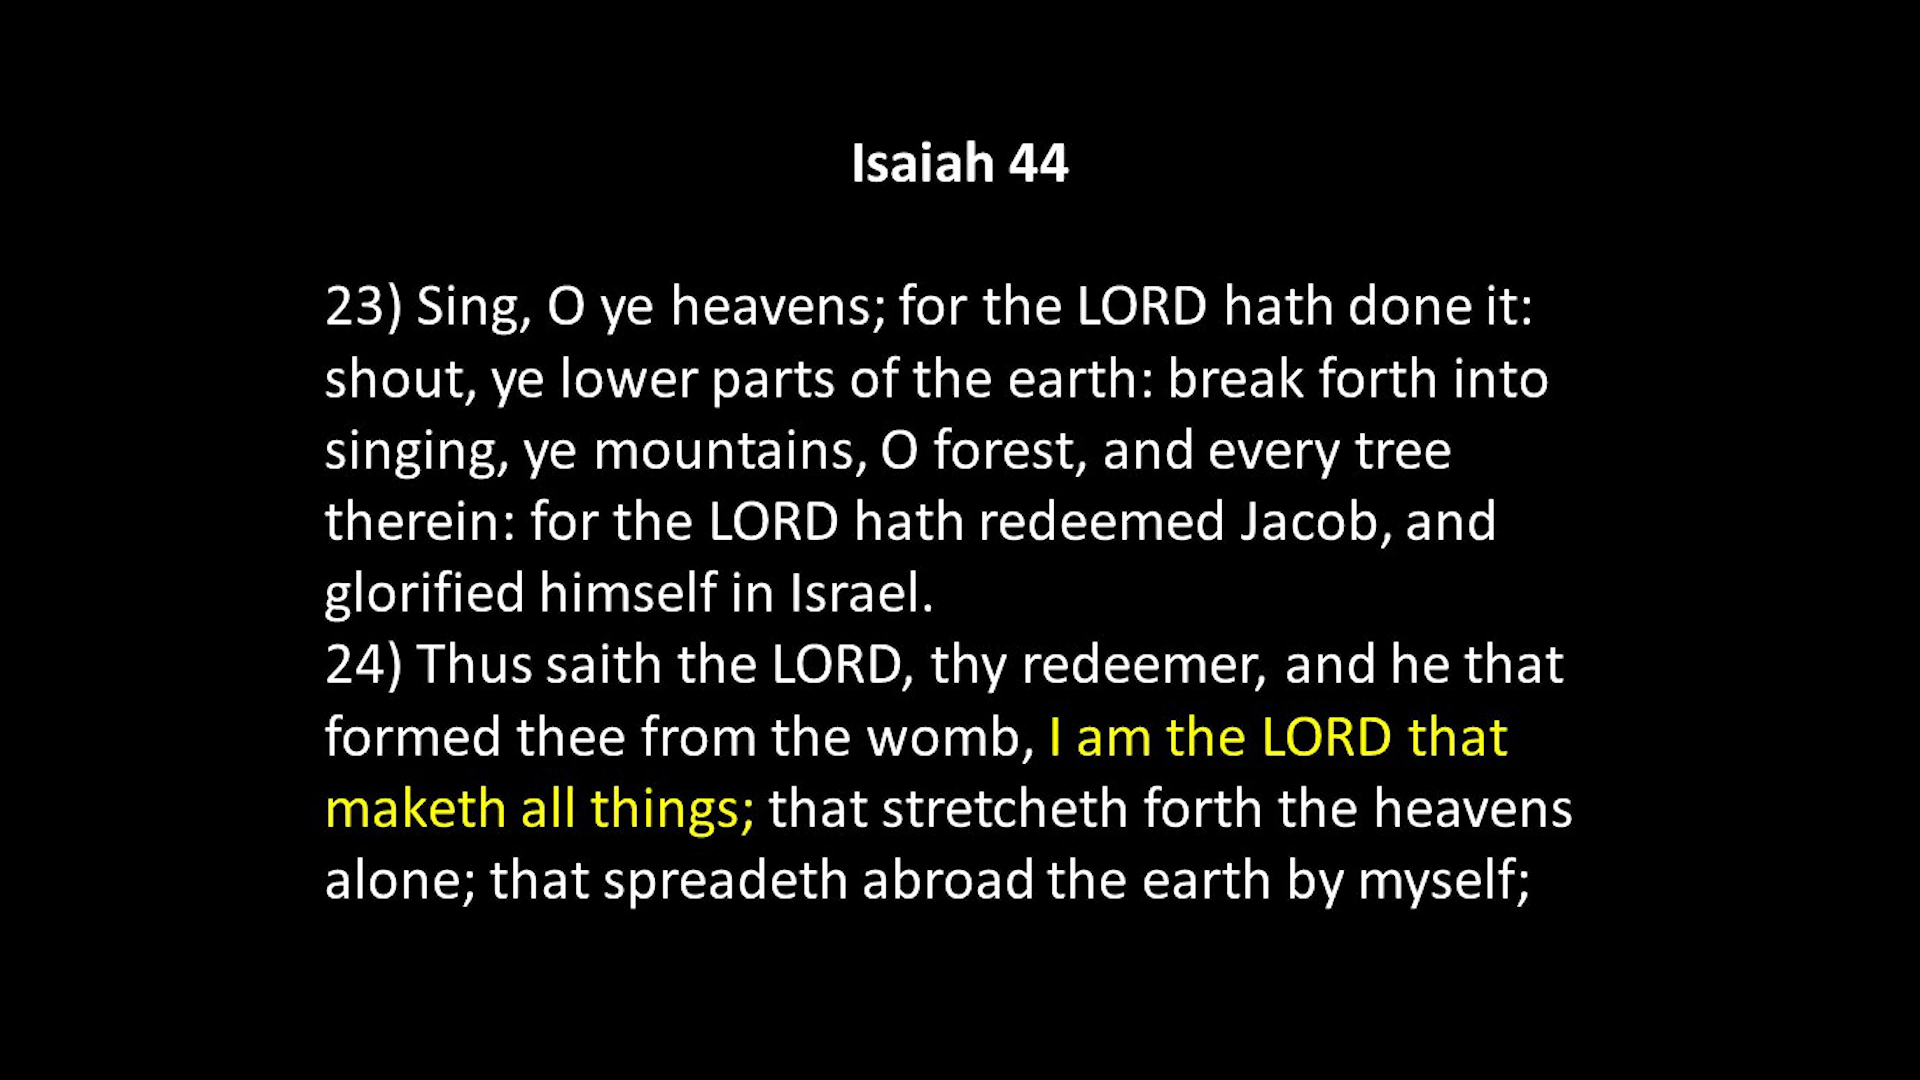 Isaiah 44
23) Sing, O ye heavens; for the LORD hath done it:
shout, ye lower parts of the earth: break forth into
singing, ye mountains, O forest, and every tree
therein: for the LORD hath redeemed Jacob, and
glorified himself in Israel.
24) Thus saith the LORD, thy redeemer, and he that
formed thee from the womb, I am the LORD that
maketh all things; that stretcheth forth the heavens
alone; that spreadeth abroad the earth by myself;